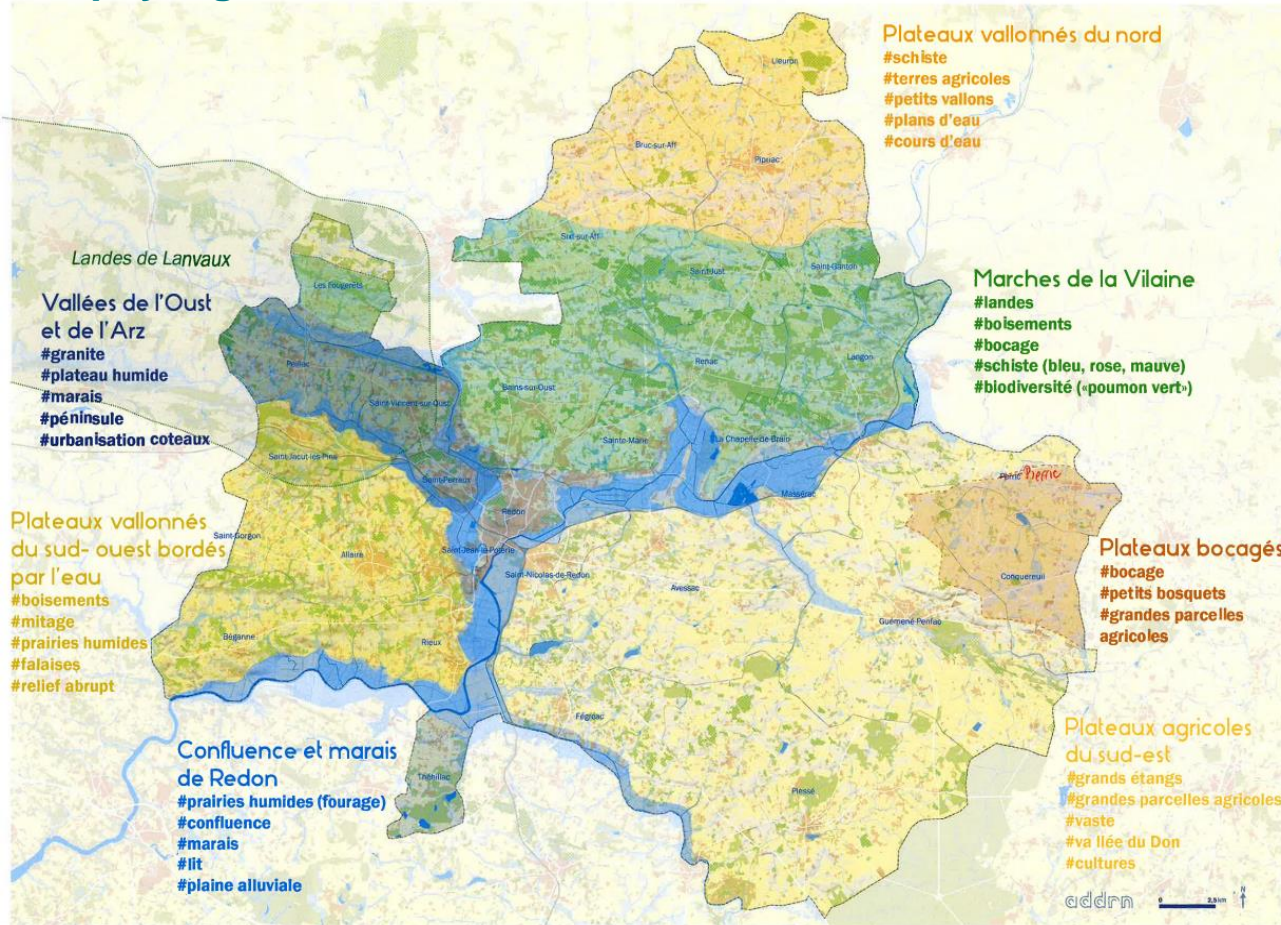 Plateaux vallonnés du nord
#schiste
#terres agricoles
#petits vallons
#plans d'eau
#cours d'eau
Lieuron
Bruc-sur-Aff
Pipriac
Sixt-sur-Aff
Saint-Just
Saint-Ganton
Landes de Lanvaux
Les Fougerêts
Vallées de l'Oust
et de l'Arz
#granite
#plateau humide
#marais
#péninsule
#urbanisation coteaux
Marches de la Vilaine
#landes
#boisements
#bocage
#schiste (bleu, rose, mauve)
#biodiversité («poumon vert»)
Peillac
Renac
Langon
Bains-sur-Oust
Saint-Vincent-sur-Oust
Sainte-Marie
La Chapelle-de-Brain
Saint-Jacut-les-Pins
Saint-Perreux
Massérac
Pierric
Pierric
Redon
Plateaux vallonnés
du sud- ouest bordés
par l'eau
#boisements
#mitage
#prairies humides
#falaises
#relief abrupt
Saint-Gorgon
Allaire
Saint-Jean-la-Poterie
Saint-Nicolas-de-Redon
Avessac
Conquereuil
Plateaux bocagés
#bocage
#petits bosquets
#grandes parcelles
agricoles
Guémené-Penfao
Béganne
Rieux
Fégréac
Confluence et marais
de Redon
#prairies humides (fourage)
#confluence
#marais
#lit
#plaine alluviale
Théhillac
Plessé
Plateaux agricoles
du sud-est
#grands étangs
#grandes parcelles agricoles
#vaste
#va llée du Don
#cultures
addrn
0 2,5 km
N